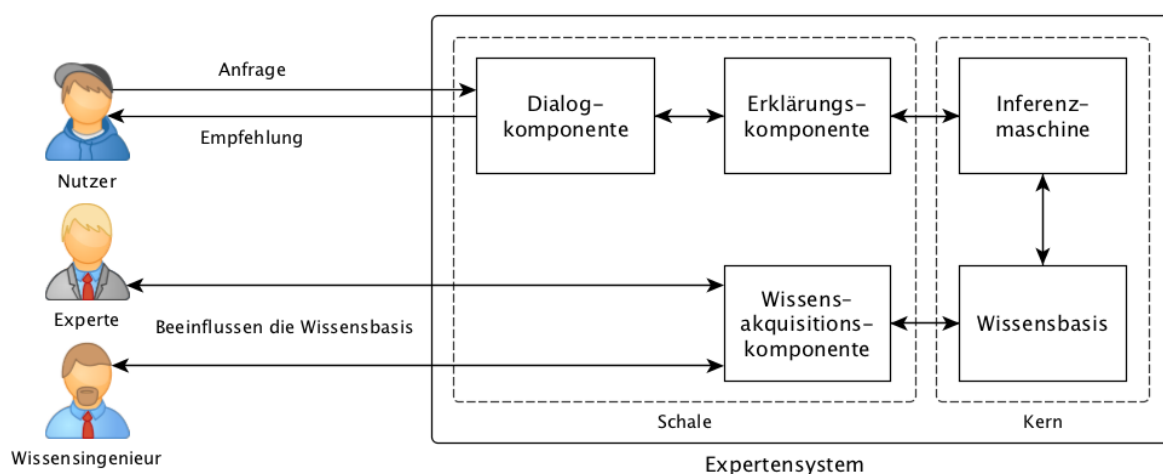 Anfrage
Empfehlung
Nutzer
Dialog-
komponente
Erklärungs-
komponente
Inferenz-
maschine
Experte
Beeinflussen die Wissensbasis
Wissensingenieur
Wissens-
akquisitions-
komponente
Wissensbasis
Schale
Kern
Expertensystem